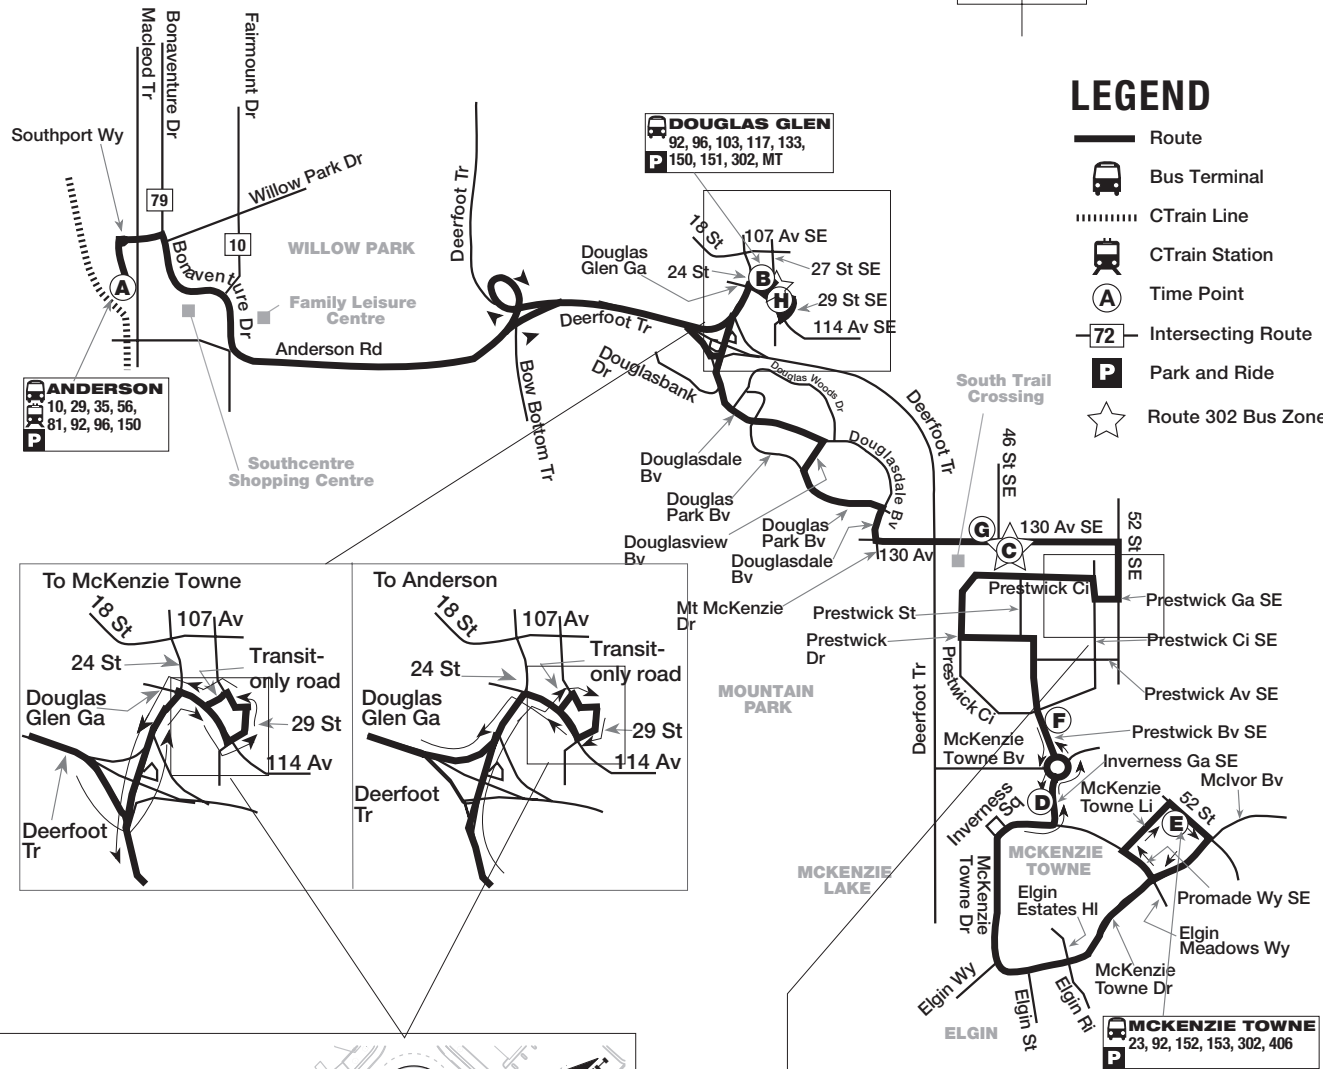 Macleod Tr
Bonaventure Dr
Fairmount Dr
Southport Wy
79
Willow Park Dr
10
WILLOW PARK
Bonaventure Dr
Family Leisure
Centre
A
Anderson Rd
ANDERSON
10, 29, 35, 56,
81, 92, 96, 150
P
Southcentre
Shopping Centre
Deerfoot Tr
Bow Bottom Tr
Deerfoot Tr
DOUGLAS GLEN
92, 96, 103, 117, 133,
150, 151, 302, MT
P
18 St
107 Av SE
Douglas
Glen Ga
24 St
B
27 St SE
H
29 St SE
114 Av SE
Douglasbank
Dr
Douglas Woods Dr
Deerfoot Tr
Douglasdale
Bv
Douglasdale Bv
Douglas
Park Bv
Douglasview
Bv
Douglas
Park Bv
Douglasdale
Bv
130 Av
Mt McKenzie
Dr
South Trail
Crossing
46 St SE
G
C
130 Av SE
52 St SE
LEGEND
Route
Bus Terminal
CTrain Line
CTrain Station
A
Time Point
72
Intersecting Route
P
Park and Ride
Route 302 Bus Zone
Prestwick Ci
Prestwick Ga SE
Prestwick St
Prestwick
Dr
Prestwick Ci SE
Prestwick Ci
Prestwick Av SE
MOUNTAIN
PARK
Deerfoot Tr
F
Prestwick Bv SE
McKenzie
Towne Bv
Inverness Ga SE
McIvor Bv
McKenzie
Towne Li
52 St
D
E
Inverness
Sq
MCKENZIE
TOWNE
MCKENZIE
LAKE
McKenzie
Towne Dr
Elgin
Estates Hl
Promade Wy SE
Elgin
Meadows Wy
McKenzie
Towne Dr
Elgin Wy
Elgin St
Elgin Ri
ELGIN
MCKENZIE TOWNE
23, 92, 152, 153, 302, 406
P
To McKenzie Towne
18 St
107 Av
24 St
Transit-
only road
Douglas
Glen Ga
29 St
114 Av
Deerfoot
Tr
To Anderson
18 St
107 Av
24 St
Transit-
only road
Douglas
Glen Ga
29 St
114 Av
Deerfoot
Tr